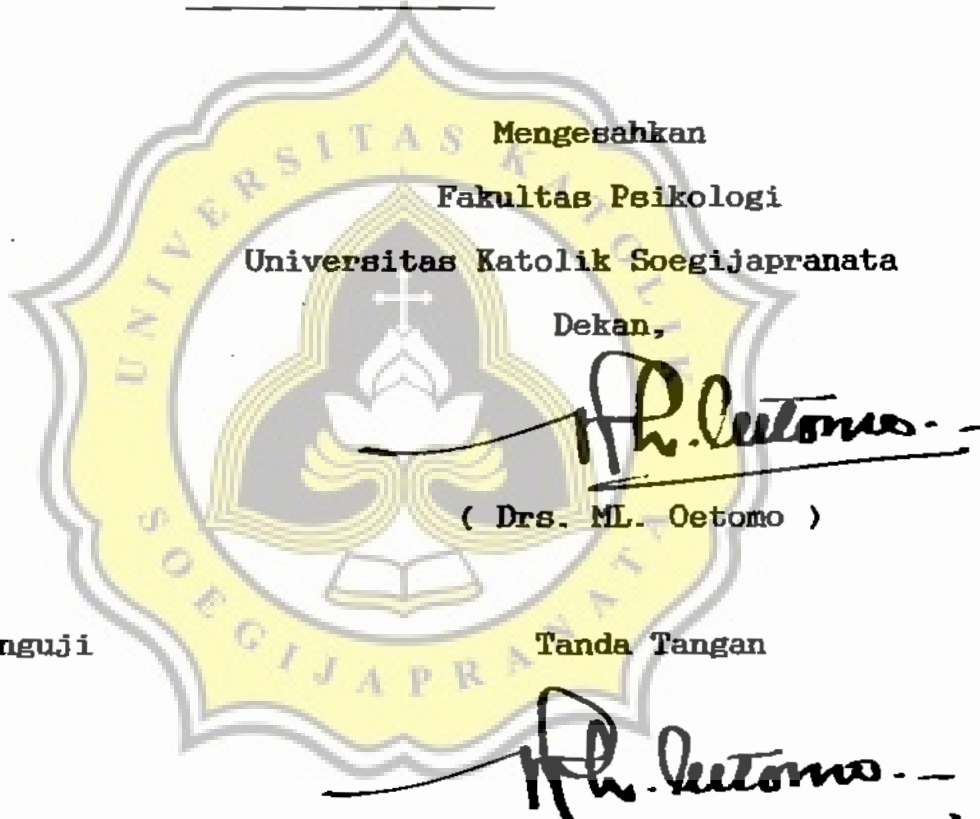 UNIVERSITAS KATOLIK
SOEGIJAPRANATA
Mengesahkan
Fakultas Psikologi
Universitas Katolik Soegijapranata
Dekan,
( Drs. ML. Oetomo )
nguji Tanda Tangan